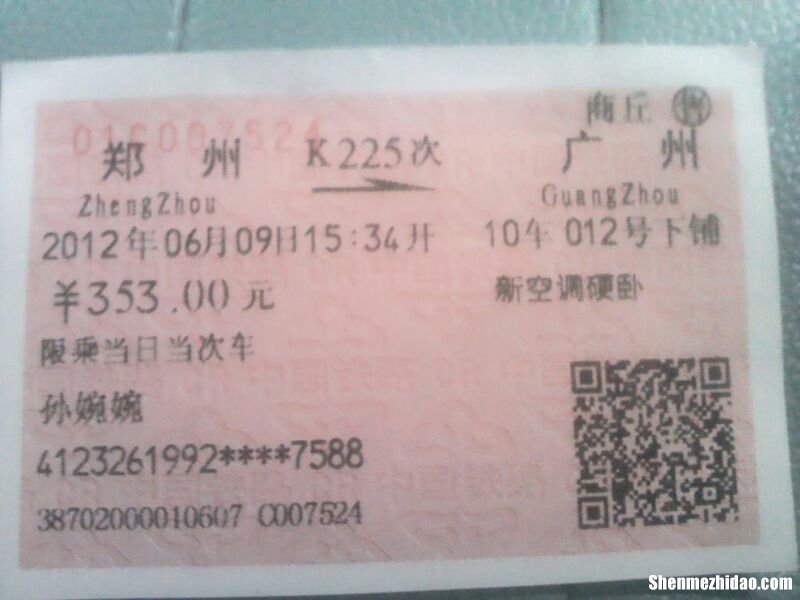 01C007524
商丘 售
郑州 K225次 广州
ZhengZhou GuangZhou
2012年06月09日15:34开 10车 012号下铺
¥353.00元 新空调硬卧
限乘当日当次车
孙婉婉
4123261992****7588
38702000010607 C007524
Shenmezhidao.com